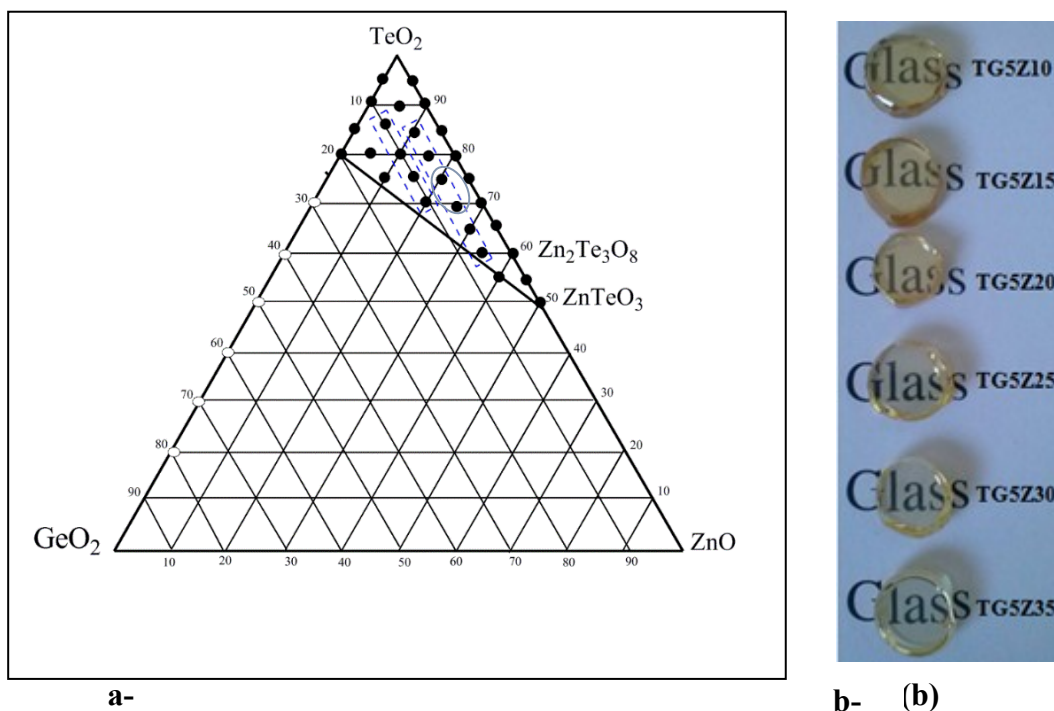 TeO₂
10 90
20 80
30 70
40 60 Zn₂Te₃O₈
50 50 ZnTeO₃
60 40
70 30
80 20
90 10
GeO₂ ZnO
10 20 30 40 50 60 70 80 90
a-
Glass TG5Z10
Glass TG5Z15
Glass TG5Z20
Glass TG5Z25
Glass TG5Z30
Glass TG5Z35
b- (b)